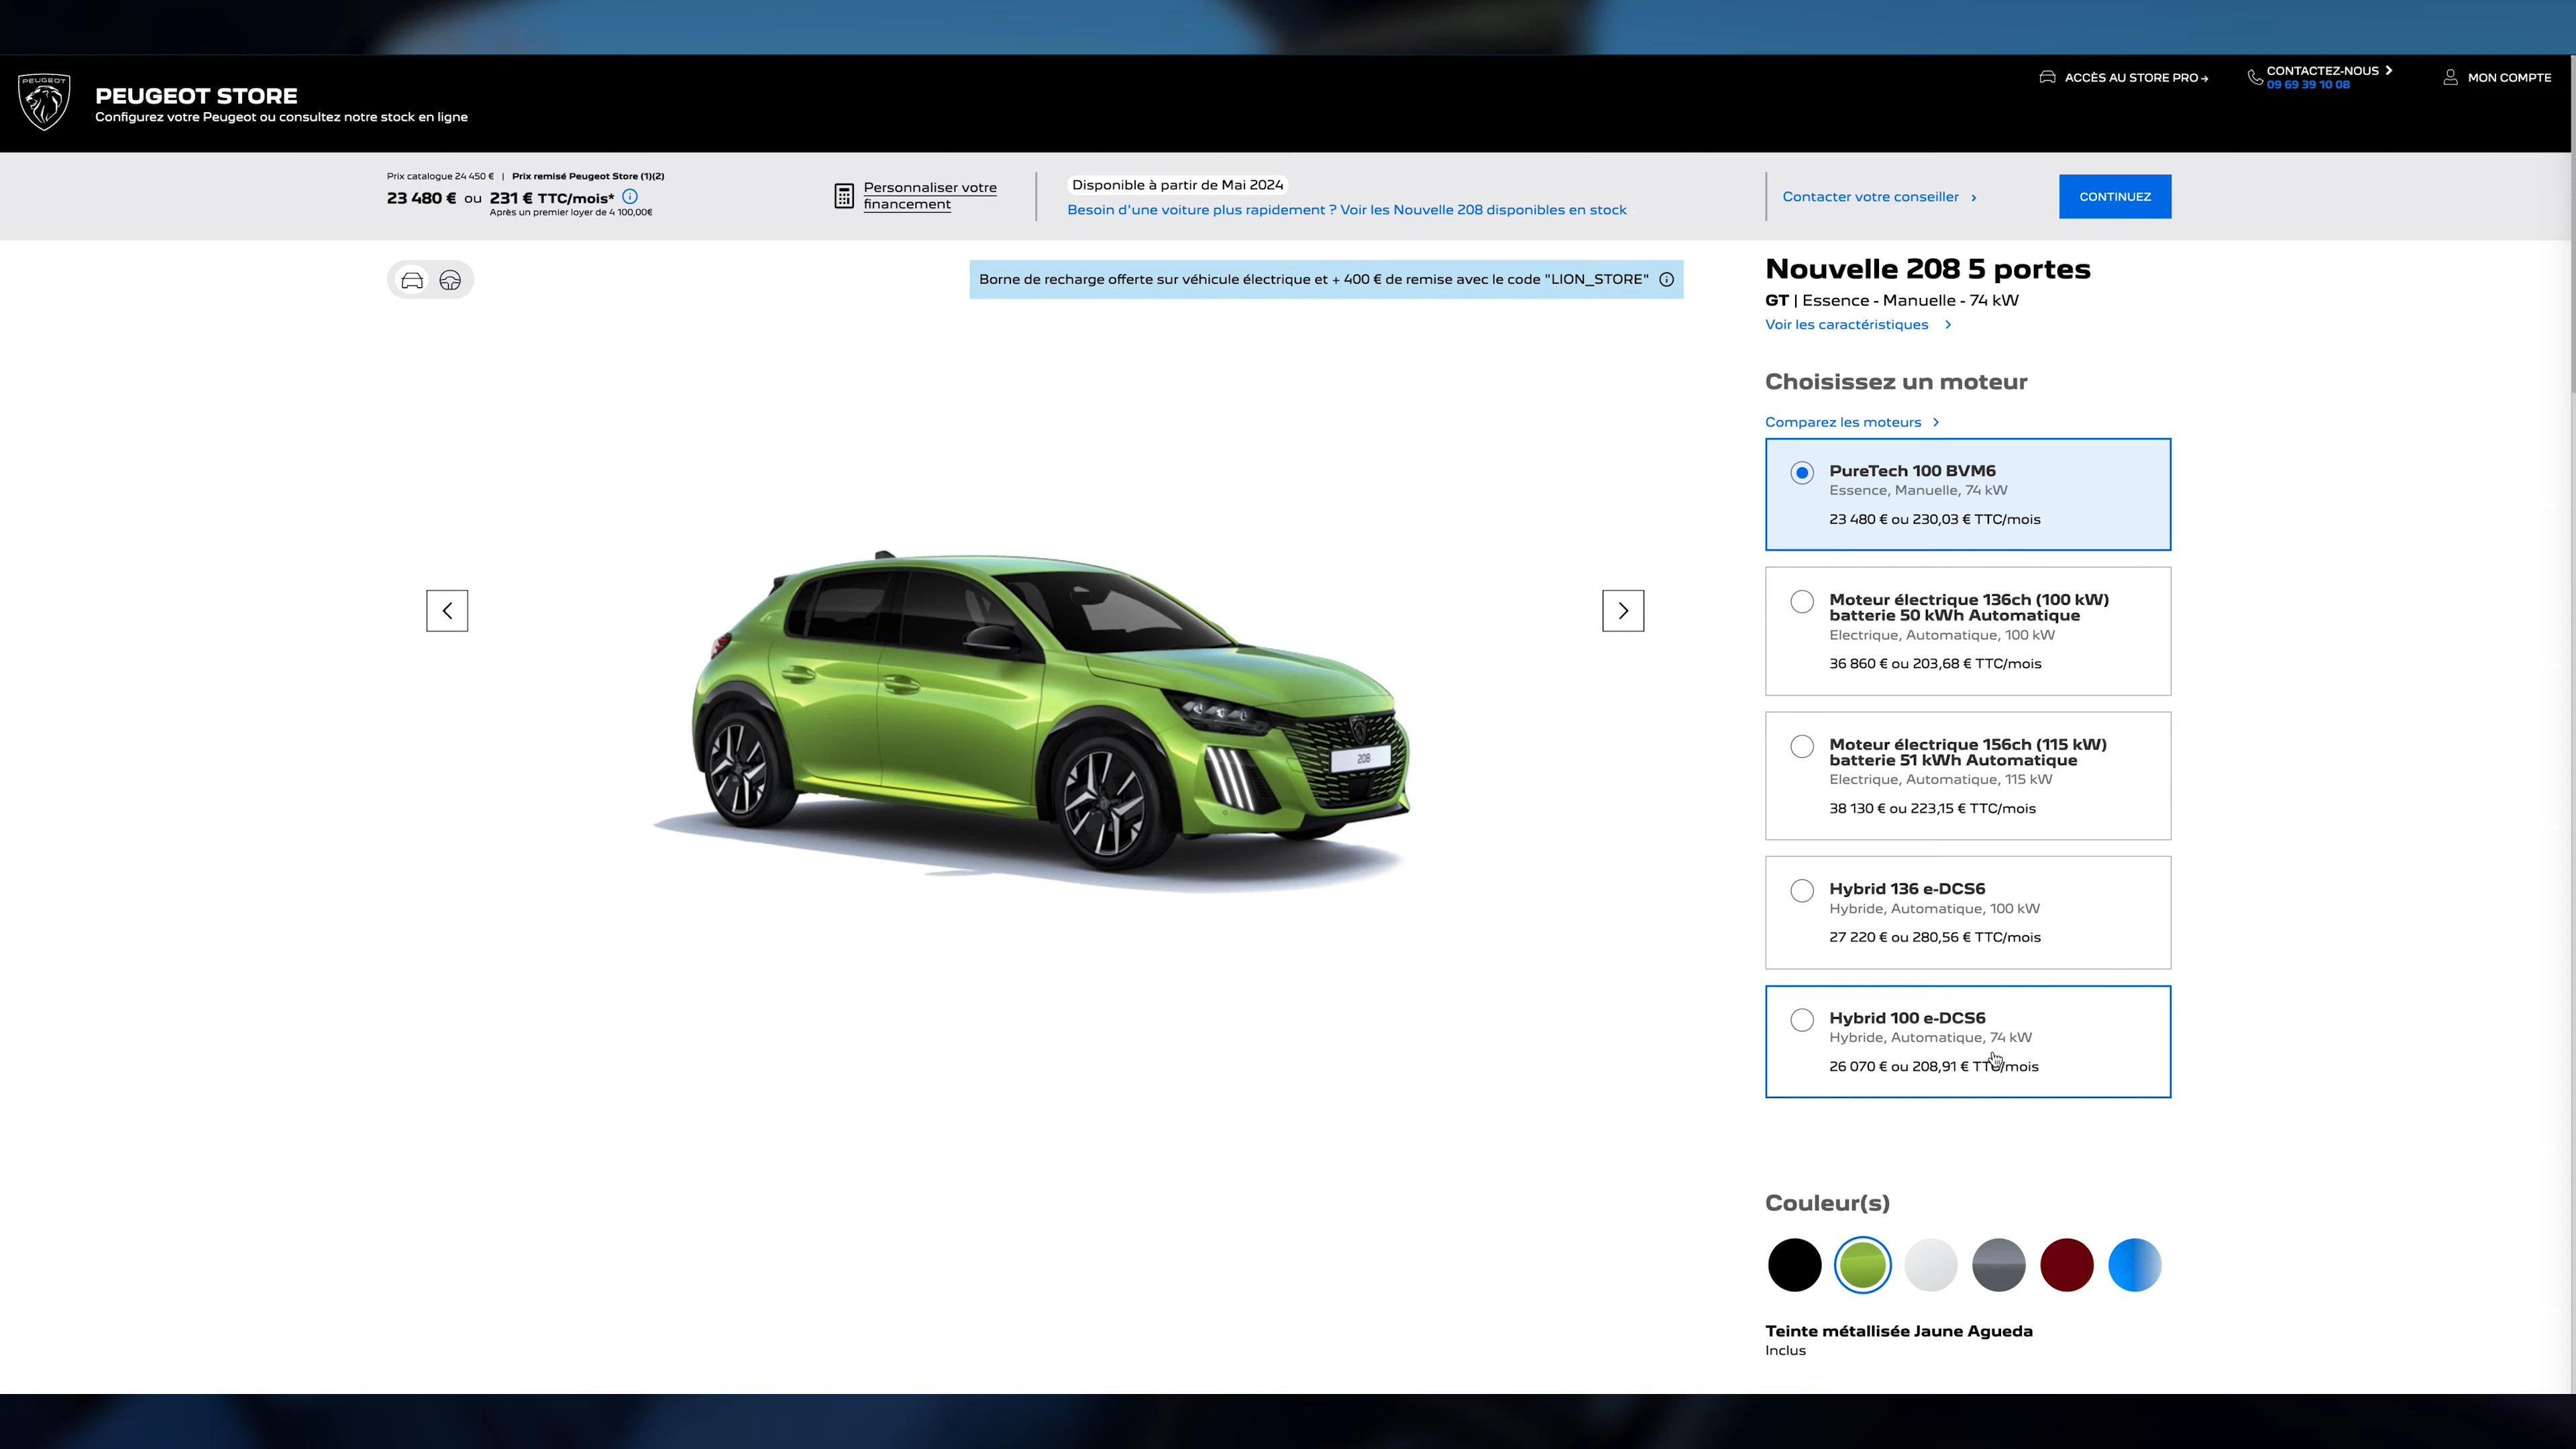 PEUGEOT
PEUGEOT STORE
Configurez votre Peugeot ou consultez notre stock en ligne
ACCÈS AU STORE PRO →
CONTACTEZ-NOUS
09 69 39 10 08
MON COMPTE
Prix catalogue 24 450 € | Prix remisé Peugeot Store (1)(2)
23 480 € ou 231 € TTC/mois*
Après un premier loyer de 4 100,00€
Personnaliser votre
financement
Disponible à partir de Mai 2024
Besoin d'une voiture plus rapidement ? Voir les Nouvelle 208 disponibles en stock
Contacter votre conseiller
CONTINUEZ
Borne de recharge offerte sur véhicule électrique et + 400 € de remise avec le code "LION_STORE"
Nouvelle 208 5 portes
GT | Essence - Manuelle - 74 kW
Voir les caractéristiques
Choisissez un moteur
Comparez les moteurs
PureTech 100 BVM6
Essence, Manuelle, 74 kW
23 480 € ou 230,03 € TTC/mois
Moteur électrique 136ch (100 kW)
batterie 50 kWh Automatique
Electrique, Automatique, 100 kW
36 860 € ou 203,68 € TTC/mois
Moteur électrique 156ch (115 kW)
batterie 51 kWh Automatique
Electrique, Automatique, 115 kW
38 130 € ou 223,15 € TTC/mois
Hybrid 136 e-DCS6
Hybride, Automatique, 100 kW
27 220 € ou 280,56 € TTC/mois
Hybrid 100 e-DCS6
Hybride, Automatique, 74 kW
26 070 € ou 208,91 € TTC/mois
208
Couleur(s)
Teinte métallisée Jaune Agueda
Inclus